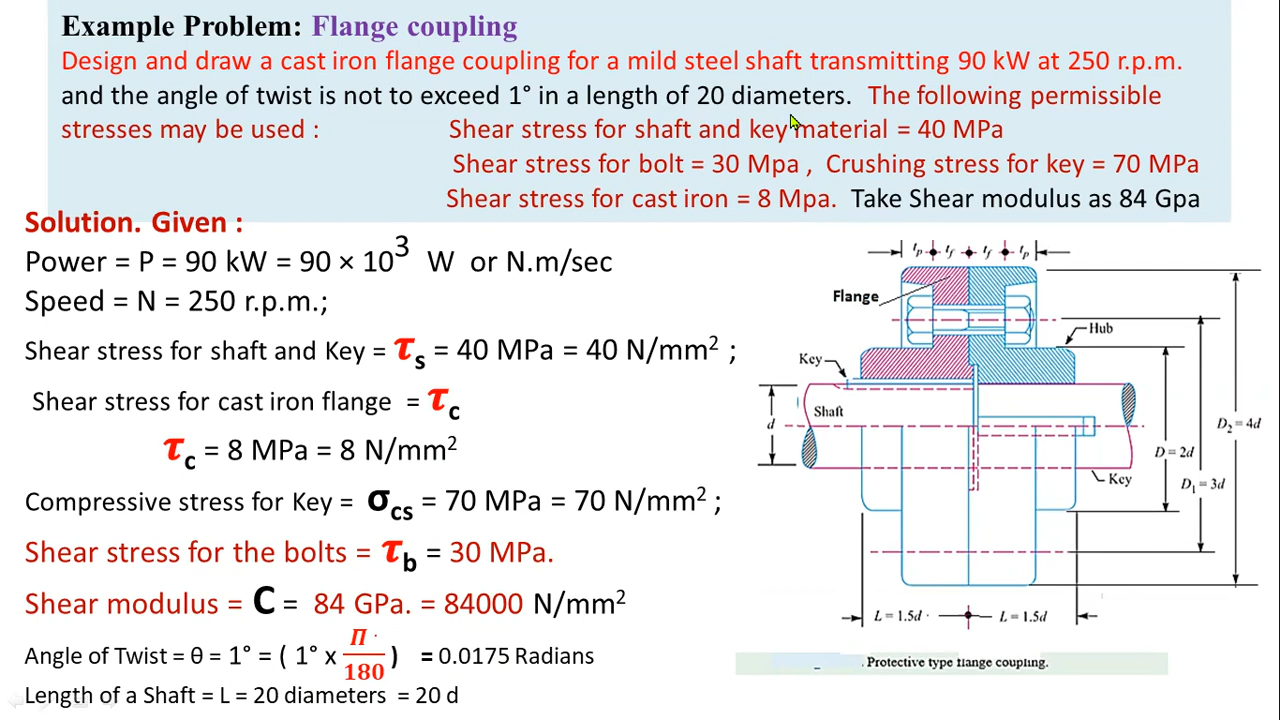 Example Problem: Flange coupling
Design and draw a cast iron flange coupling for a mild steel shaft transmitting 90 kW at 250 r.p.m.
and the angle of twist is not to exceed 1° in a length of 20 diameters. The following permissible
stresses may be used : Shear stress for shaft and key material = 40 MPa
Shear stress for bolt = 30 Mpa , Crushing stress for key = 70 MPa
Shear stress for cast iron = 8 Mpa. Take Shear modulus as 84 Gpa
Solution. Given :
Power = P = 90 kW = 90 × 10³ W or N.m/sec
Speed = N = 250 r.p.m.;
Shear stress for shaft and Key = τs = 40 MPa = 40 N/mm² ;
Shear stress for cast iron flange = τc
τc = 8 MPa = 8 N/mm²
Compressive stress for Key = σcs = 70 MPa = 70 N/mm² ;
Shear stress for the bolts = τb = 30 MPa.
Shear modulus = C = 84 GPa. = 84000 N/mm²
Angle of Twist = θ = 1° = ( 1° x Π/180 ) = 0.0175 Radians
Length of a Shaft = L = 20 diameters = 20 d
tp tf tf tp
Flange
Hub
Key
Shaft
d
D₂ = 4d
D = 2d
Key
D₁ = 3d
L = 1.5d
L = 1.5d
. Protective type flange coupling.